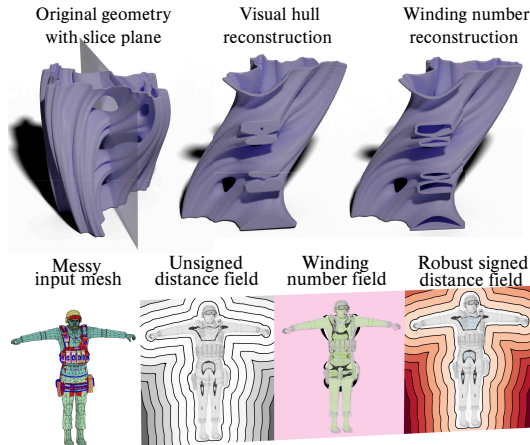 Original geometry
with slice plane
Visual hull
reconstruction
Winding number
reconstruction
Messy
input mesh
Unsigned
distance field
Winding
number field
Robust signed
distance field